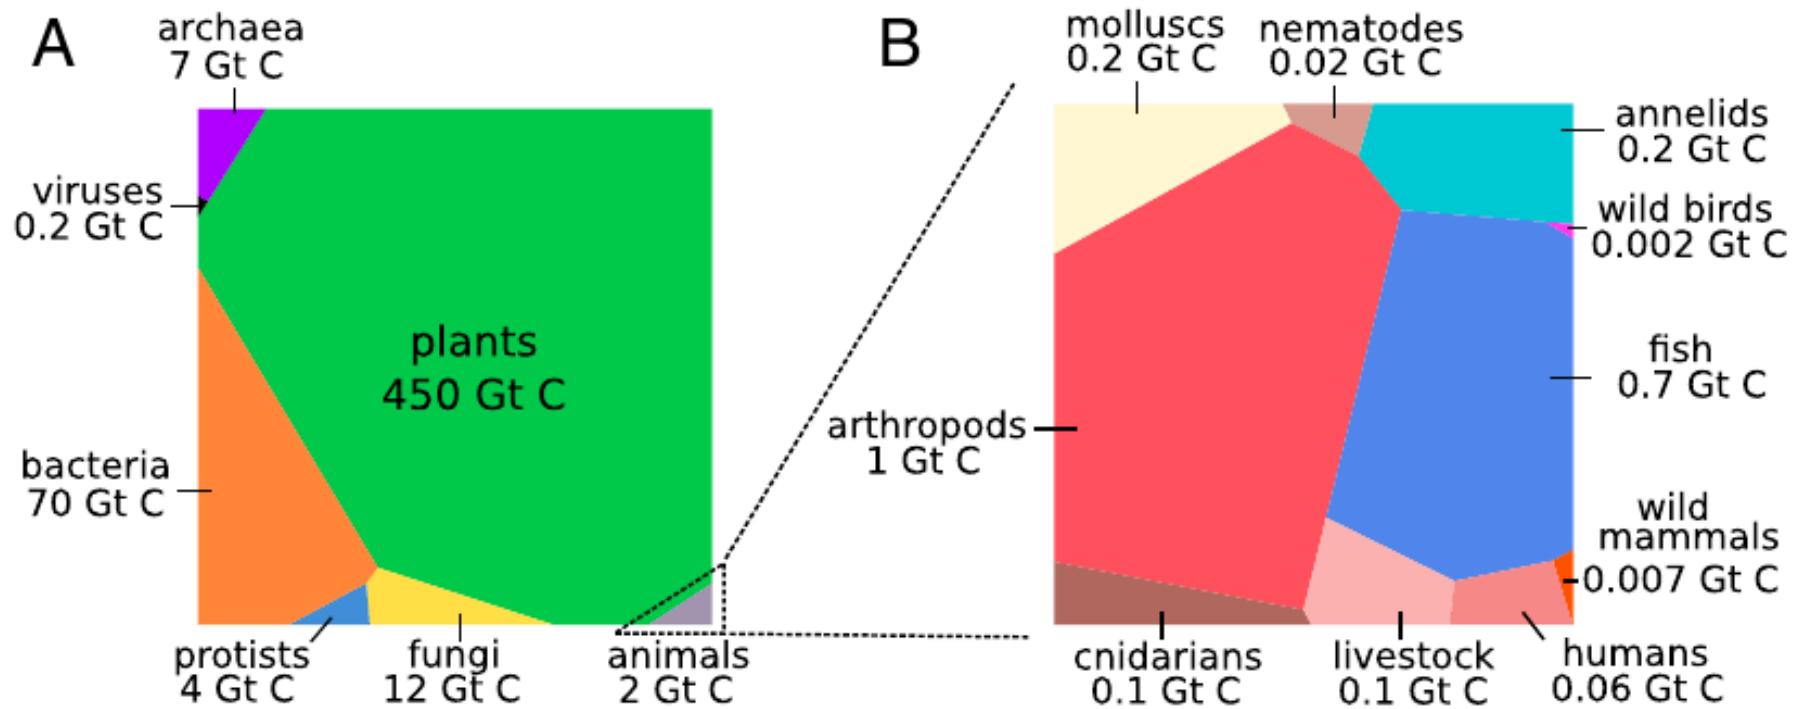 A
archaea
7 Gt C
viruses
0.2 Gt C
plants
450 Gt C
bacteria
70 Gt C
protists
4 Gt C
fungi
12 Gt C
animals
2 Gt C
B
molluscs
0.2 Gt C
nematodes
0.02 Gt C
annelids
0.2 Gt C
wild birds
0.002 Gt C
fish
0.7 Gt C
arthropods
1 Gt C
wild
mammals
0.007 Gt C
cnidarians
0.1 Gt C
livestock
0.1 Gt C
humans
0.06 Gt C